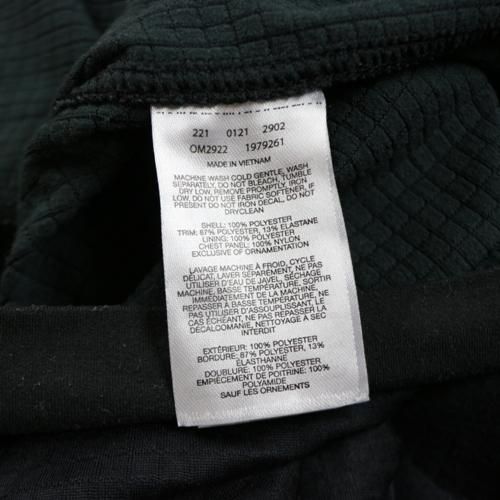 221 0121 2902
OM2922 1979261
MADE IN VIETNAM
MACHINE WASH COLD GENTLE, WASH
SEPARATELY, DO NOT BLEACH, TUMBLE
DRY LOW, REMOVE PROMPTLY, IRON
LOW, DO NOT USE FABRIC SOFTENER, IF
PRESENT DO NOT IRON DECAL, DO NOT
DRYCLEAN
SHELL: 100% POLYESTER
TRIM: 87% POLYESTER, 13% ELASTANE
LINING: 100% POLYESTER
CHEST PANEL: 100% NYLON
EXCLUSIVE OF ORNAMENTATION
LAVAGE MACHINE À FROID, CYCLE
DÉLICAT, LAVER SÉPARÉMENT, NE PAS
UTILISER D'EAU DE JAVEL, SÉCHAGE
MACHINE, BASSE TEMPÉRATURE, SORTIR
IMMÉDIATEMENT DE LA MACHINE,
REPASSER À BASSE TEMPÉRATURE, NE
PAS UTILISER D'ASSOUPLISSANT, LE
CAS ÉCHÉANT, NE PAS REPASSER LA
DÉCALCOMANIE, NETTOYAGE À SEC
INTERDIT
EXTÉRIEUR: 100% POLYESTER
BORDURE: 87% POLYESTER, 13%
ÉLASTHANNE
DOUBLURE: 100% POLYESTER
EMPIÈCEMENT DE POITRINE: 100%
POLYAMIDE
SAUF LES ORNEMENTS